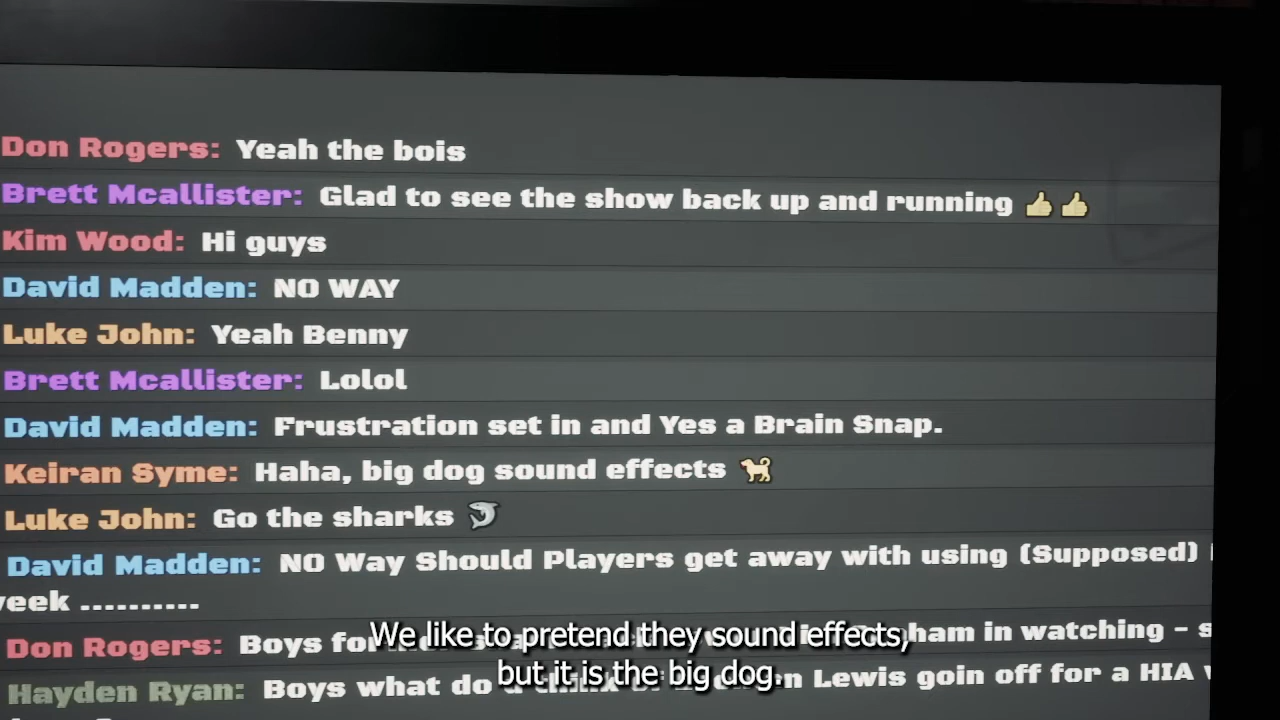 Don Rogers: Yeah the bois
Brett Mcallister: Glad to see the show back up and running 👍👍
Kim Wood: Hi guys
David Madden: NO WAY
Luke John: Yeah Benny
Brett Mcallister: Lolol
David Madden: Frustration set in and Yes a Brain Snap.
Keiran Syme: Haha, big dog sound effects 🐕
Luke John: Go the sharks 🦈
David Madden: NO Way Should Players get away with using (Supposed)
week ..........
Don Rogers: Boys in watching -
We like to pretend they sound effects,
Hayden Ryan: Boys what do Lewis goin off for a HIA
but it is the big dog.